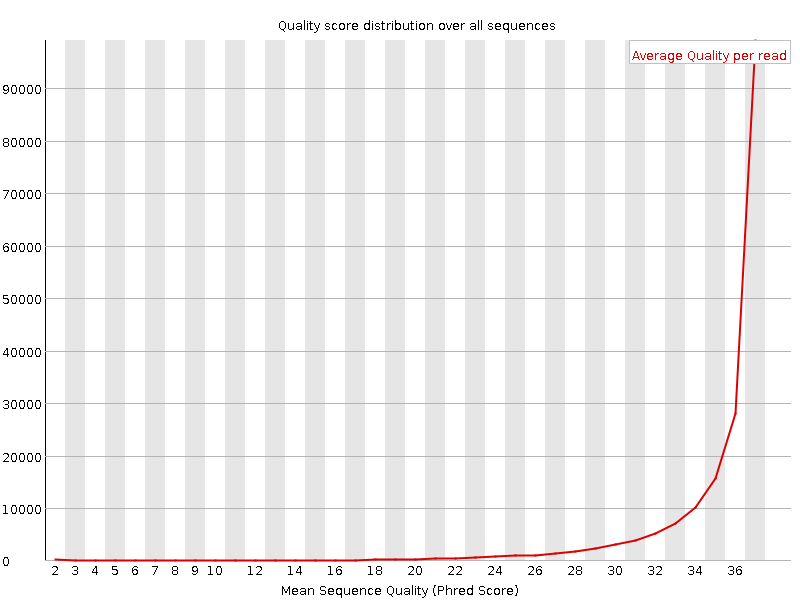 Quality score distribution over all sequences
Average Quality per read
90000
80000
70000
60000
50000
40000
30000
20000
10000
0
2 3 4 5 6 7 8 9 10 12 14 16 18 20 22 24 26 28 30 32 34 36
Mean Sequence Quality (Phred Score)